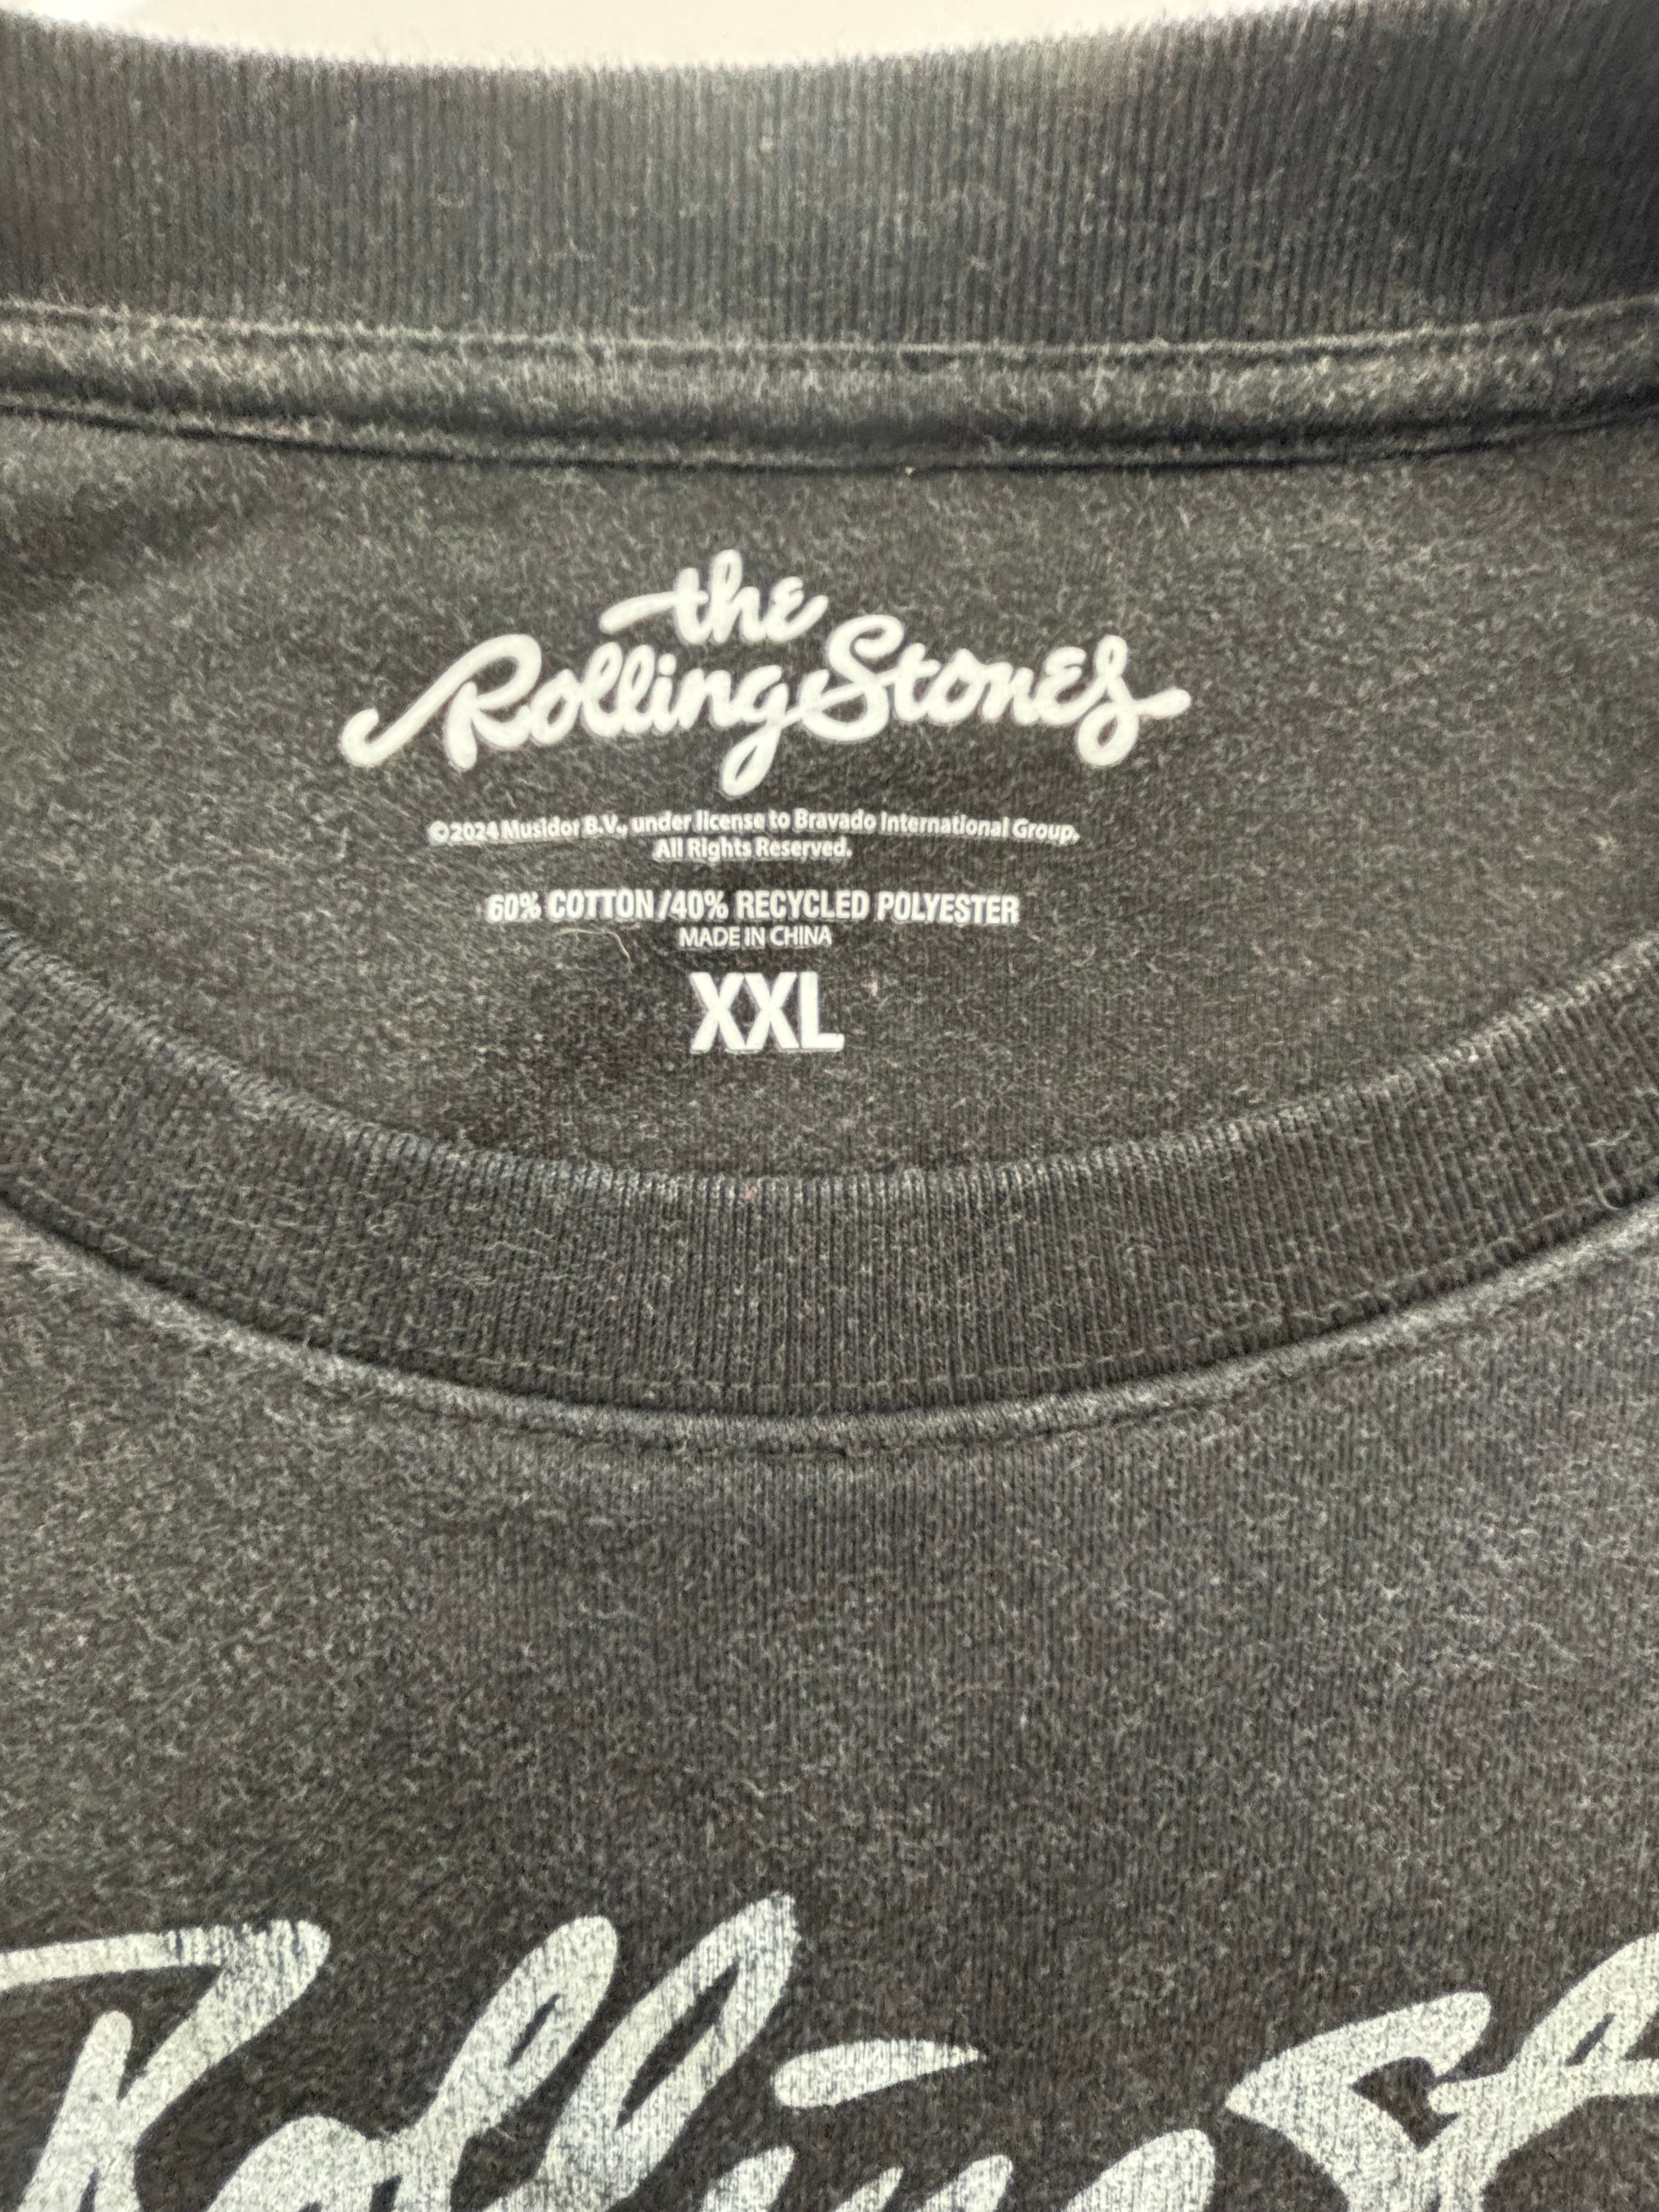 the
Rolling Stones
©2024 Musidor B.V., under license to Bravado International Group.
All Rights Reserved.
60% COTTON /40% RECYCLED POLYESTER
MADE IN CHINA
XXL
Rolling